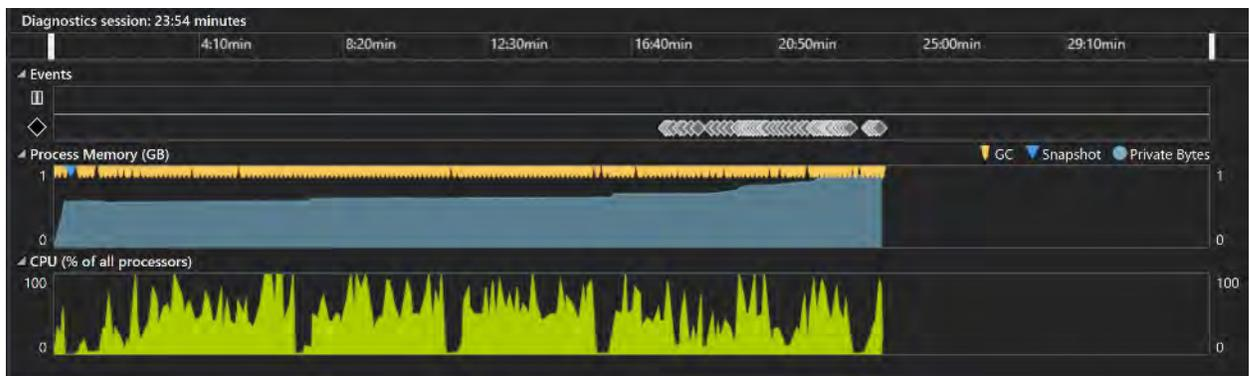 Diagnostics session: 23:54 minutes
4:10min 8:20min 12:30min 16:40min 20:50min 25:00min 29:10min
Events
Process Memory (GB) GC Snapshot Private Bytes
1 1
0 0
CPU (% of all processors)
100 100
0 0